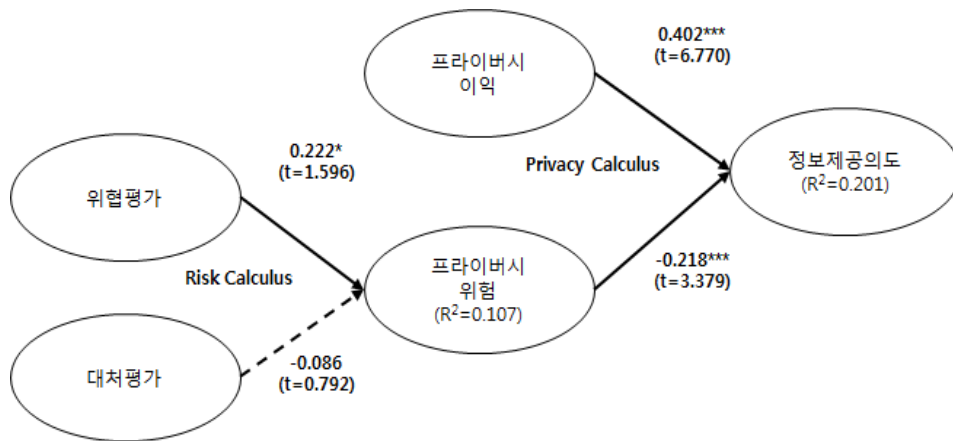 0.402***
(t=6.770)
프라이버시
이익
0.222*
(t=1.596)
Privacy Calculus
정보제공의도
(R²=0.201)
위협평가
Risk Calculus
프라이버시
위험
(R²=0.107)
-0.218***
(t=3.379)
대처평가
-0.086
(t=0.792)